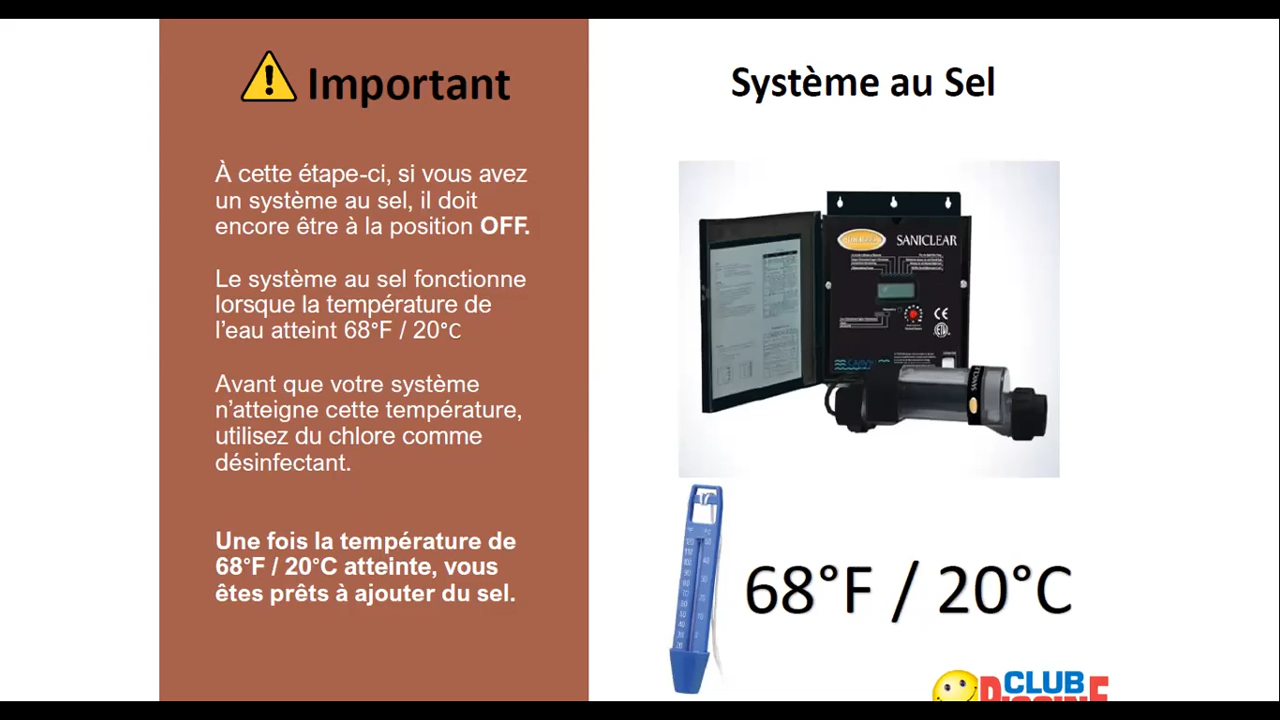 Important
À cette étape-ci, si vous avez
un système au sel, il doit
encore être à la position OFF.
Le système au sel fonctionne
lorsque la température de
l'eau atteint 68°F / 20°C
Avant que votre système
n'atteigne cette température,
utilisez du chlore comme
désinfectant.
Une fois la température de
68°F / 20°C atteinte, vous
êtes prêts à ajouter du sel.
Système au Sel
SANICLEAR
68°F / 20°C
CLUB